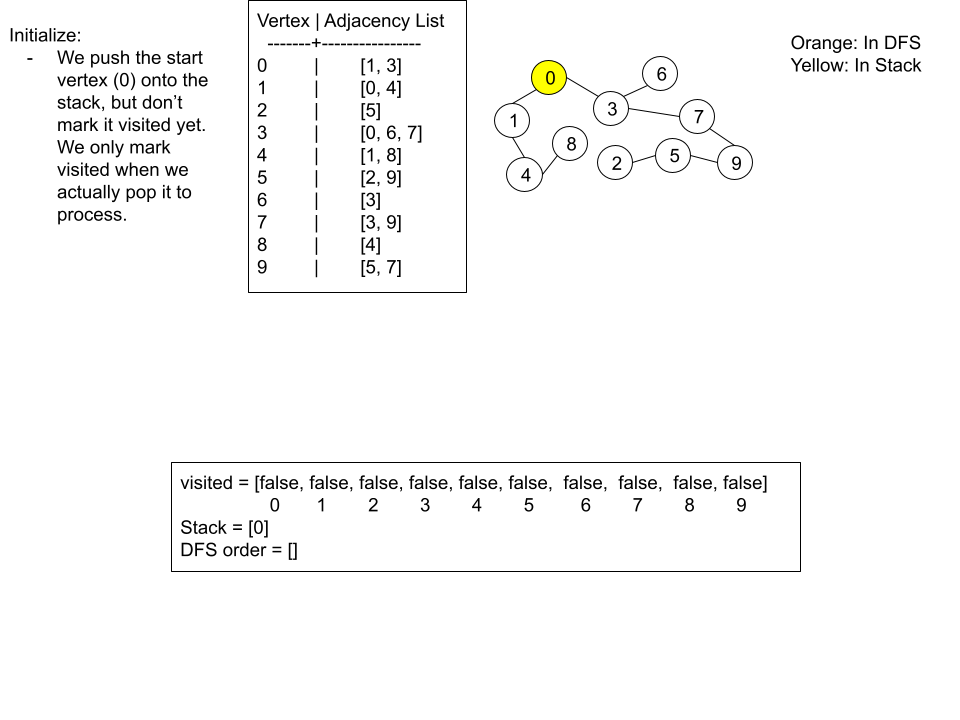 Initialize:
- We push the start
vertex (0) onto the
stack, but don’t
mark it visited yet.
We only mark
visited when we
actually pop it to
process.
Vertex | Adjacency List
-------+----------------
0 | [1, 3]
1 | [0, 4]
2 | [5]
3 | [0, 6, 7]
4 | [1, 8]
5 | [2, 9]
6 | [3]
7 | [3, 9]
8 | [4]
9 | [5, 7]
0
6
3
7
1
8
2
5
9
4
Orange: In DFS
Yellow: In Stack
visited = [false, false, false, false, false, false, false, false, false, false]
0 1 2 3 4 5 6 7 8 9
Stack = [0]
DFS order = []